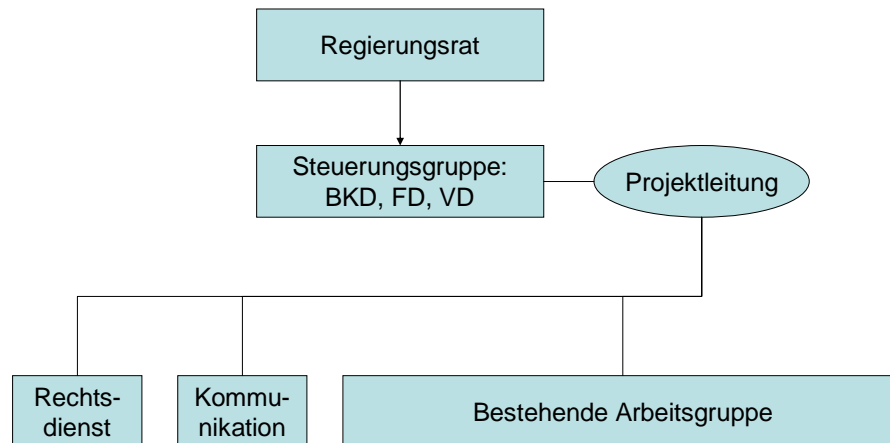 Regierungsrat
Steuerungsgruppe:
BKD, FD, VD
Projektleitung
Rechts-
dienst
Kommu-
nikation
Bestehende Arbeitsgruppe